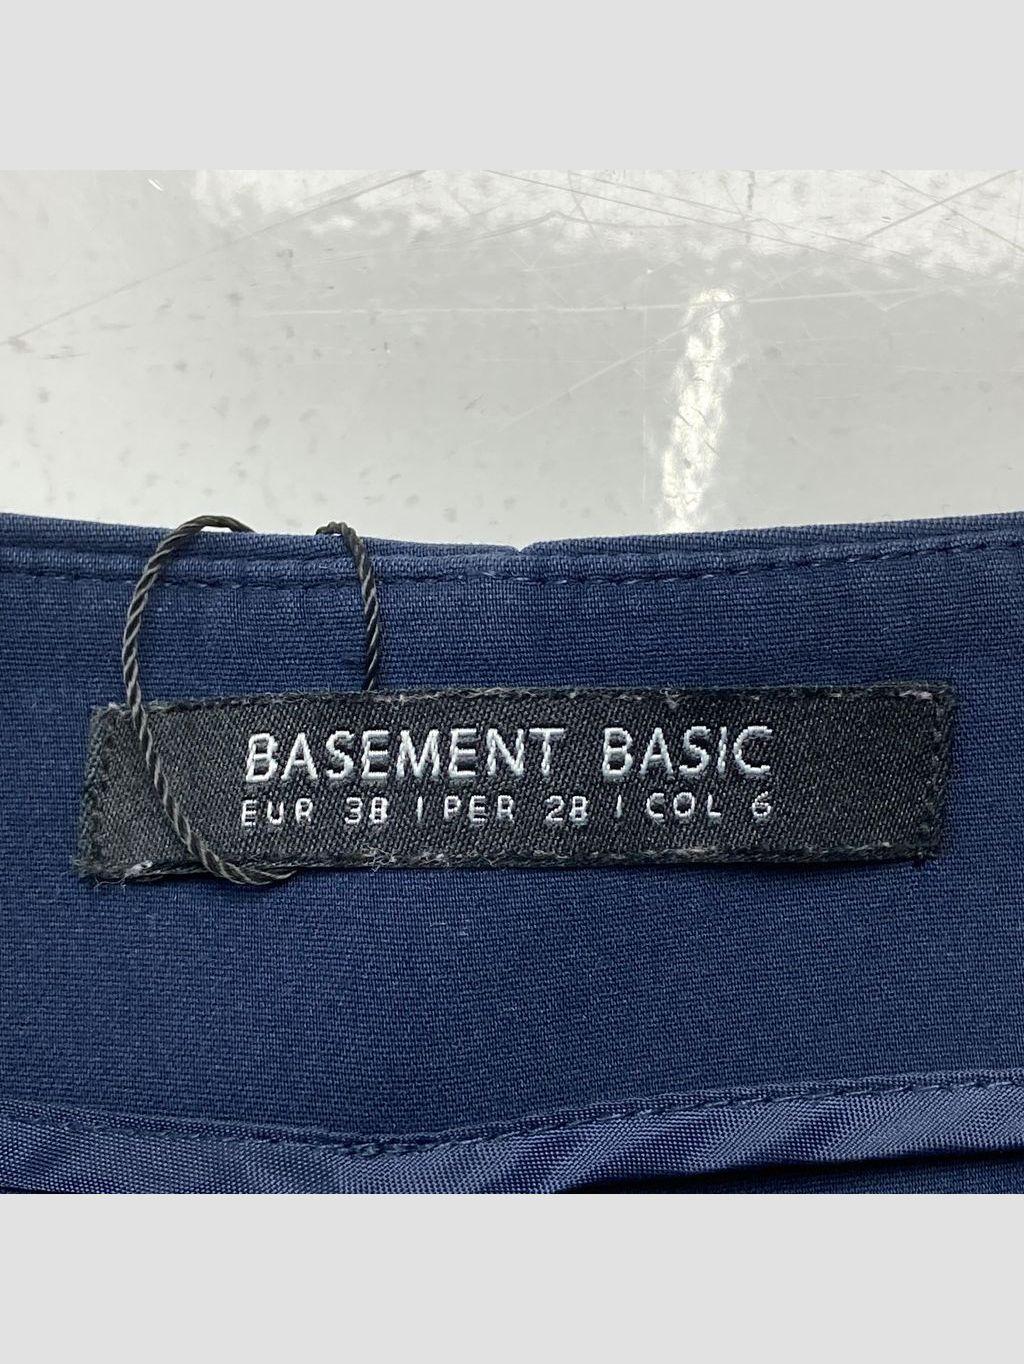 BASEMENT BASIC
EUR 38 | PER 28 | COL 6